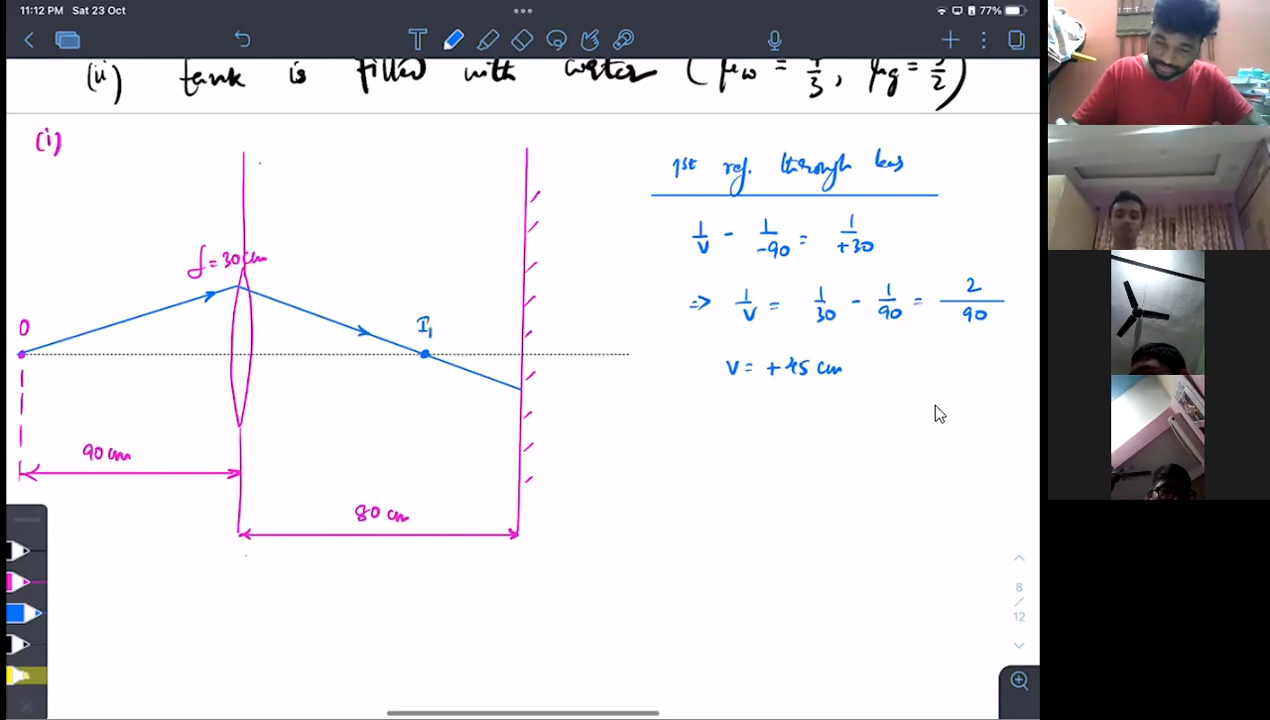 11:12 PM Sat 23 Oct
77%
T
(ii) tank is filled with water ( μw = 4/3, μg = 3/2 )
(i)
1st ref. through lens
1/v - 1/-90 = 1/+30
f = 30 cm
=> 1/v = 1/30 - 1/90 = 2/90
O
I1
v = +45 cm
90 cm
80 cm
8
/
12